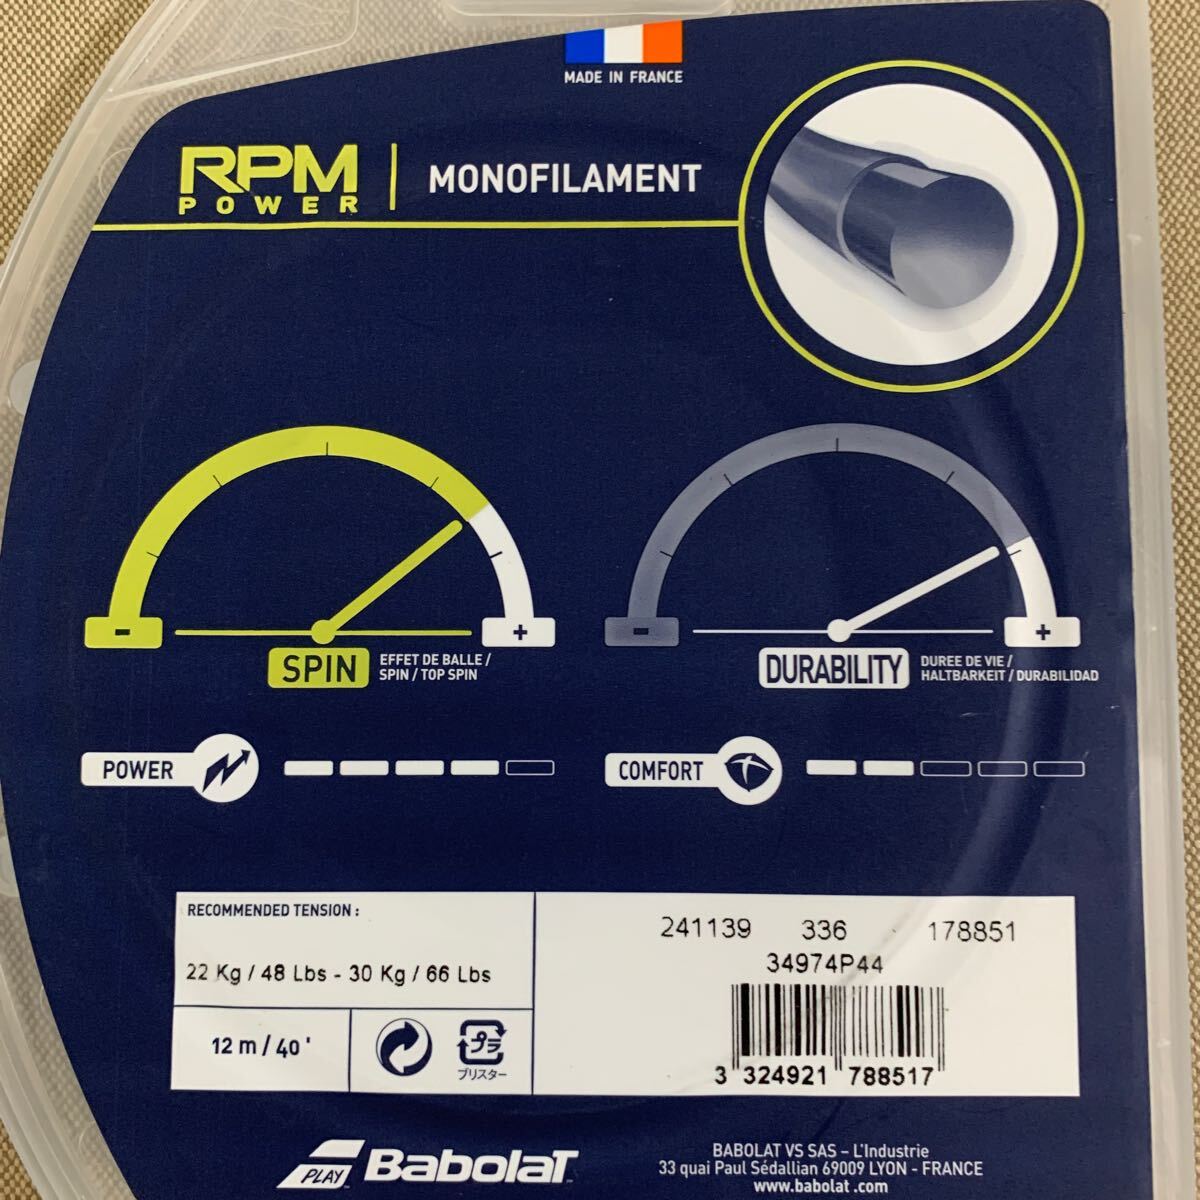 MADE IN FRANCE
RPM
POWER
MONOFILAMENT
- +
SPIN
EFFET DE BALLE /
SPIN / TOP SPIN
- +
DURABILITY
DUREE DE VIE /
HALTBARKEIT / DURABILIDAD
POWER
COMFORT
RECOMMENDED TENSION :
22 Kg / 48 Lbs - 30 Kg / 66 Lbs
12 m / 40 '
プラ
ブリスター
241139 336 178851
34974P44
3 324921 788517
PLAY
BabolaT
BABOLAT VS SAS – L'Industrie
33 quai Paul Sédallian 69009 LYON - FRANCE
www.babolat .com